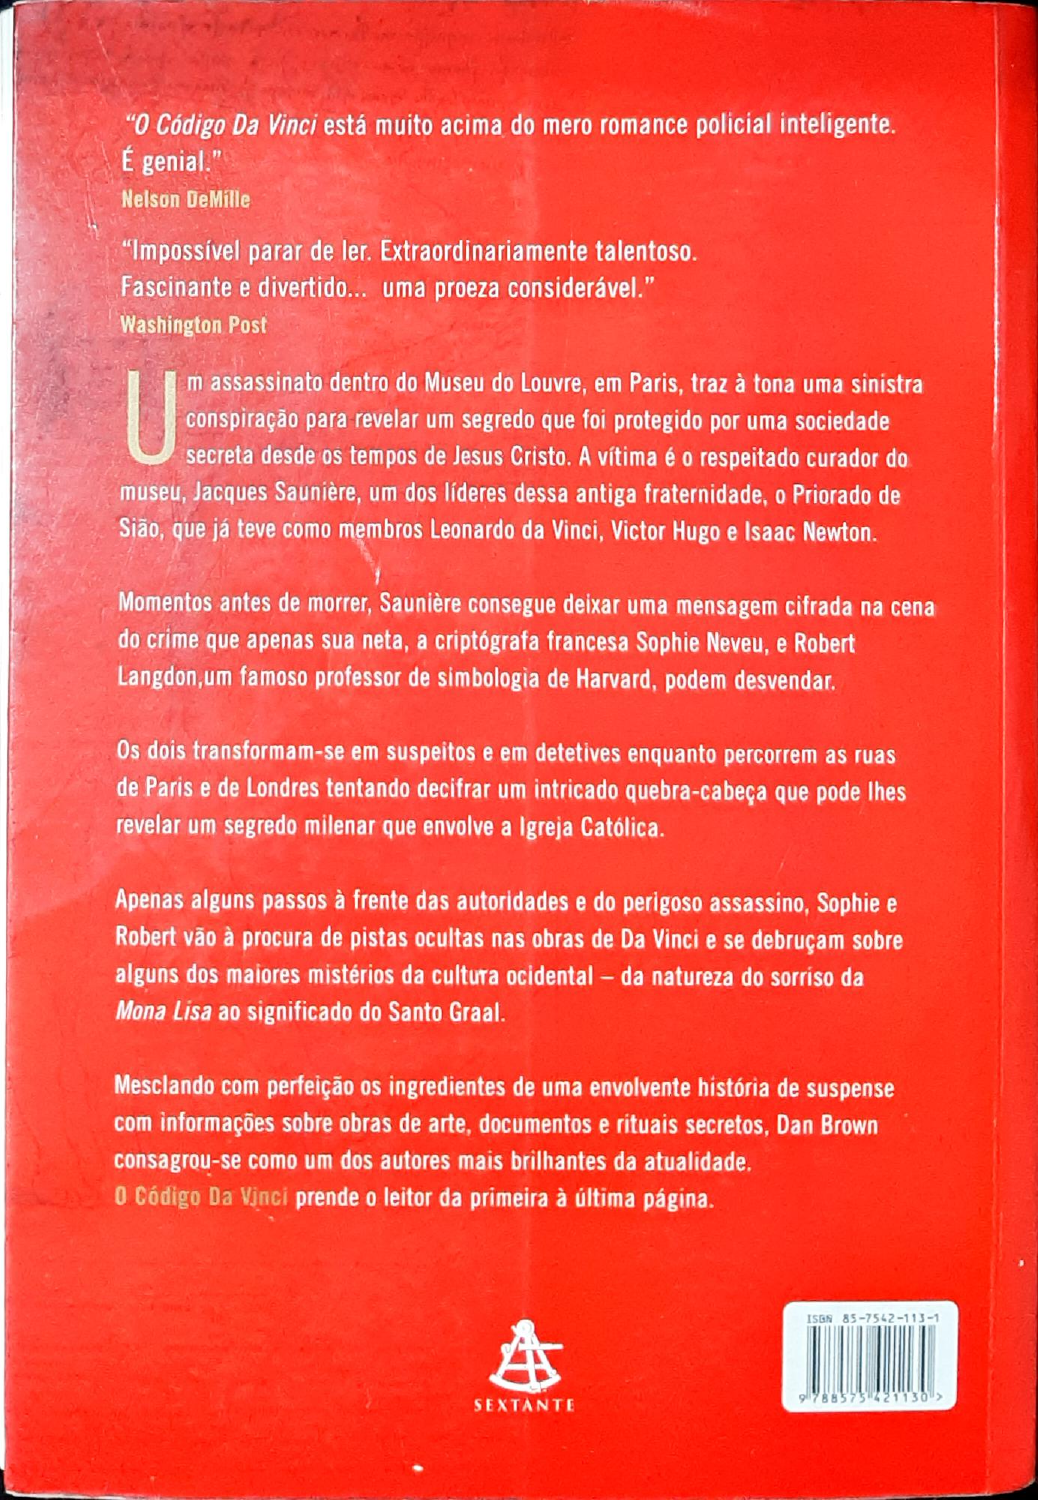 “O Código Da Vinci está muito acima do mero romance policial inteligente.
É genial.”
Nelson DeMille
“Impossível parar de ler. Extraordinariamente talentoso.
Fascinante e divertido... uma proeza considerável.”
Washington Post
Um assassinato dentro do Museu do Louvre, em Paris, traz à tona uma sinistra
conspiração para revelar um segredo que foi protegido por uma sociedade
secreta desde os tempos de Jesus Cristo. A vítima é o respeitado curador do
museu, Jacques Saunière, um dos líderes dessa antiga fraternidade, o Priorado de
Sião, que já teve como membros Leonardo da Vinci, Victor Hugo e Isaac Newton.
Momentos antes de morrer, Saunière consegue deixar uma mensagem cifrada na cena
do crime que apenas sua neta, a criptógrafa francesa Sophie Neveu, e Robert
Langdon,um famoso professor de simbologia de Harvard, podem desvendar.
Os dois transformam-se em suspeitos e em detetives enquanto percorrem as ruas
de Paris e de Londres tentando decifrar um intricado quebra-cabeça que pode lhes
revelar um segredo milenar que envolve a Igreja Católica.
Apenas alguns passos à frente das autoridades e do perigoso assassino, Sophie e
Robert vão à procura de pistas ocultas nas obras de Da Vinci e se debruçam sobre
alguns dos maiores mistérios da cultura ocidental – da natureza do sorriso da
Mona Lisa ao significado do Santo Graal.
Mesclando com perfeição os ingredientes de uma envolvente história de suspense
com informações sobre obras de arte, documentos e rituais secretos, Dan Brown
consagrou-se como um dos autores mais brilhantes da atualidade.
O Código Da Vinci prende o leitor da primeira à última página.
ISBN 85-7542-113-1
9 788575 421130 >
SEXTANTE